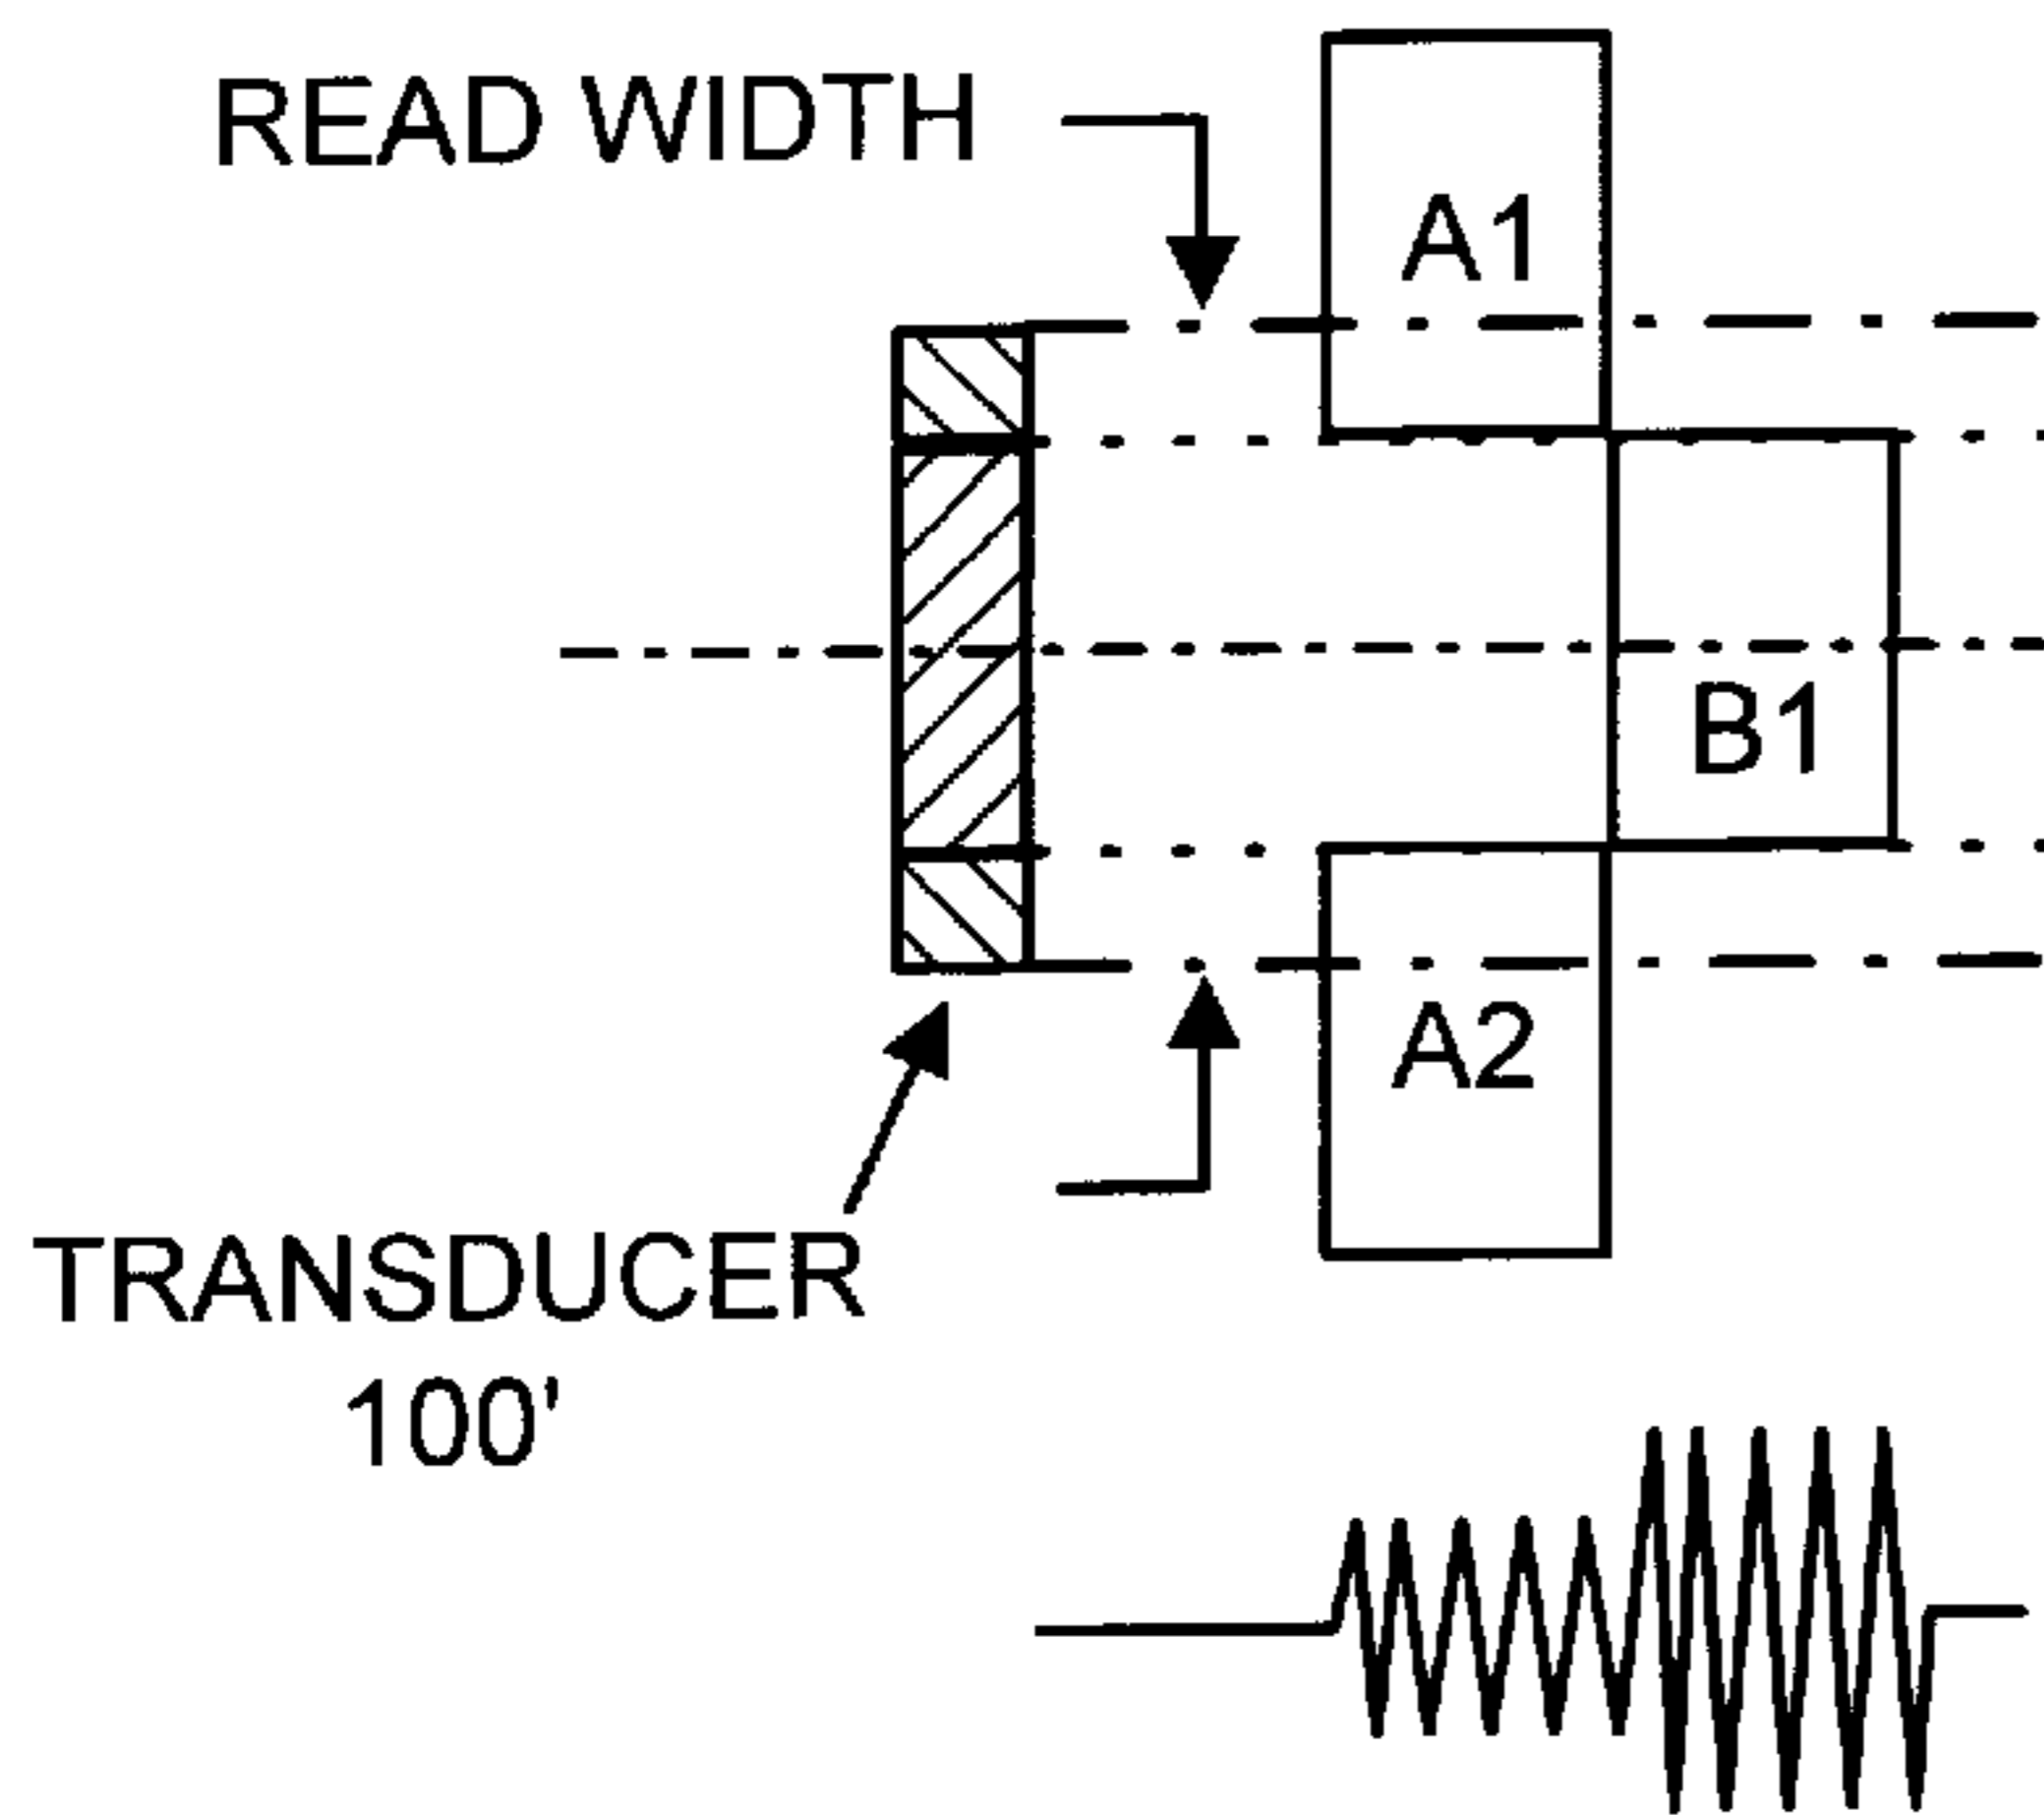 READ WIDTH
A1
B1
A2
TRANSDUCER
100'